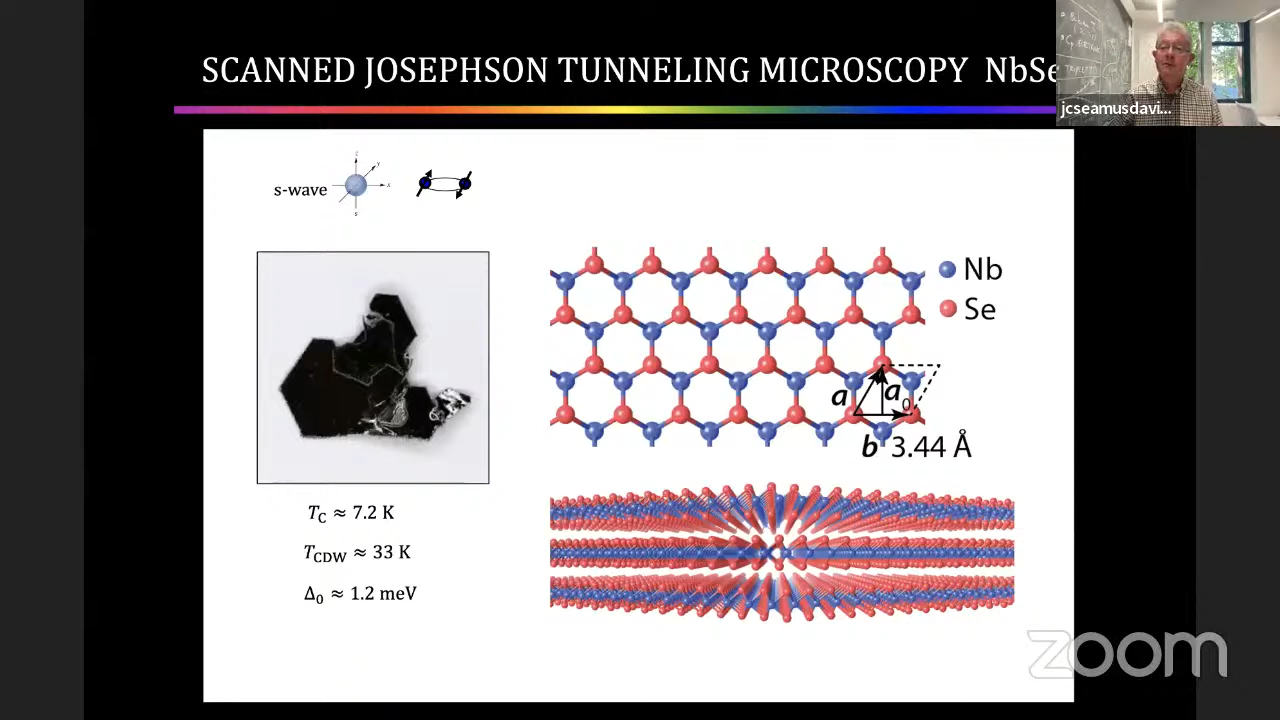 SCANNED JOSEPHSON TUNNELING MICROSCOPY NbSe
jcseamusdavi...
s-wave
z
y
x
Nb
Se
a
a0
b 3.44 Å
TC ≈ 7.2 K
TCDW ≈ 33 K
Δ0 ≈ 1.2 meV
zoom